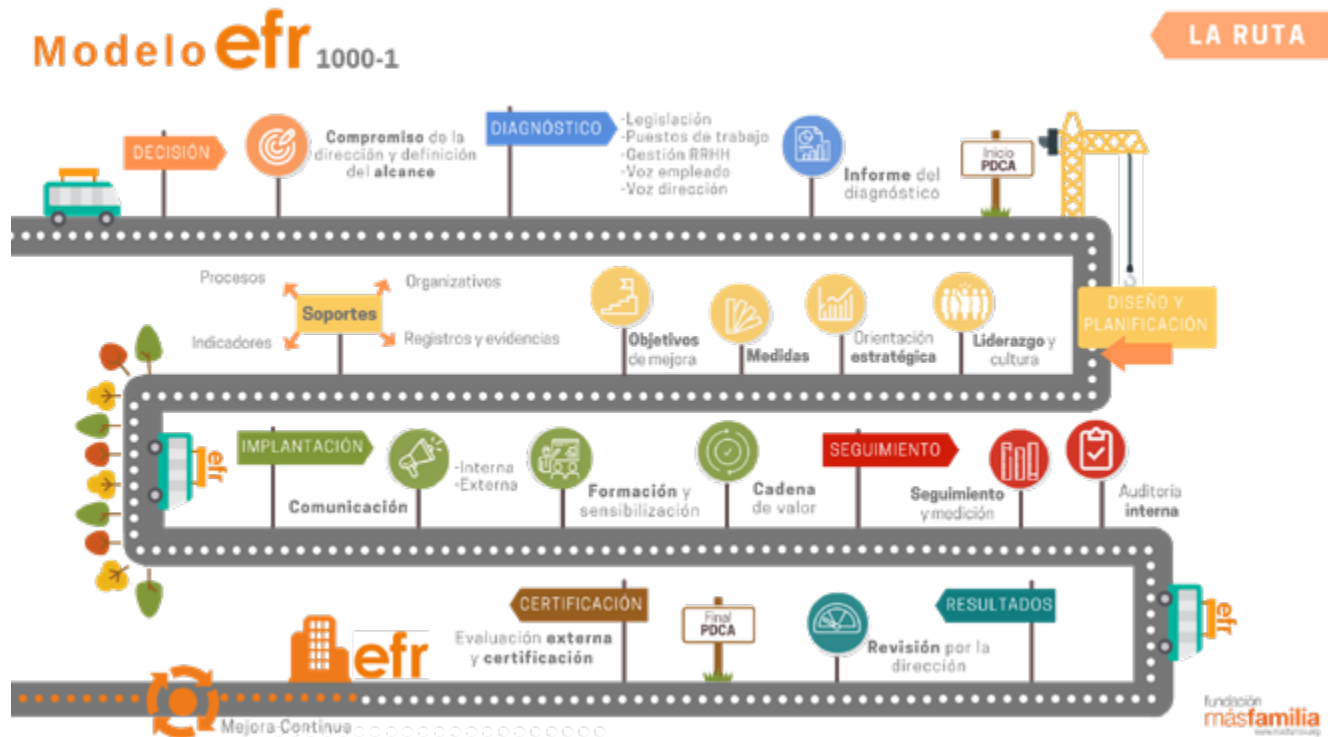 Modelo efr 1000-1
LA RUTA
DECISIÓN
Compromiso de la
dirección y definición
del alcance
DIAGNÓSTICO
-Legislación
-Puestos de trabajo
-Gestión RRHH
-Voz empleado
-Voz dirección
Informe del
diagnóstico
Inicio
PDCA
DISEÑO Y
PLANIFICACIÓN
Liderazgo y
cultura
Orientación
estratégica
Medidas
Objetivos
de mejora
Soportes
Procesos
Organizativos
Indicadores
Registros y evidencias
efr
IMPLANTACIÓN
Comunicación
-Interna
-Externa
Formación y
sensibilización
Cadena
de valor
SEGUIMIENTO
Seguimiento
y medición
Auditoría
interna
efr
RESULTADOS
Revisión por la
dirección
Final
PDCA
CERTIFICACIÓN
Evaluación externa
y certificación
efr
Mejora Continua
fundación
másfamilia